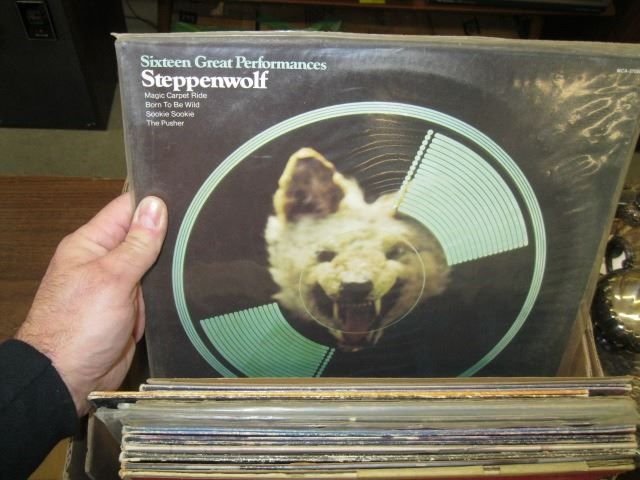 Sixteen Great Performances
Steppenwolf
Magic Carpet Ride
Born To Be Wild
Sookie Sookie
The Pusher